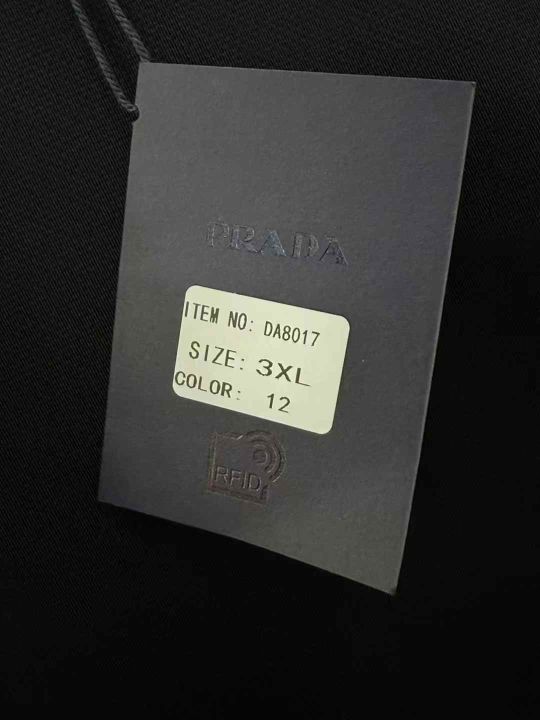 PRADA
ITEM NO: DA8017
SIZE: 3XL
COLOR: 12
RFID